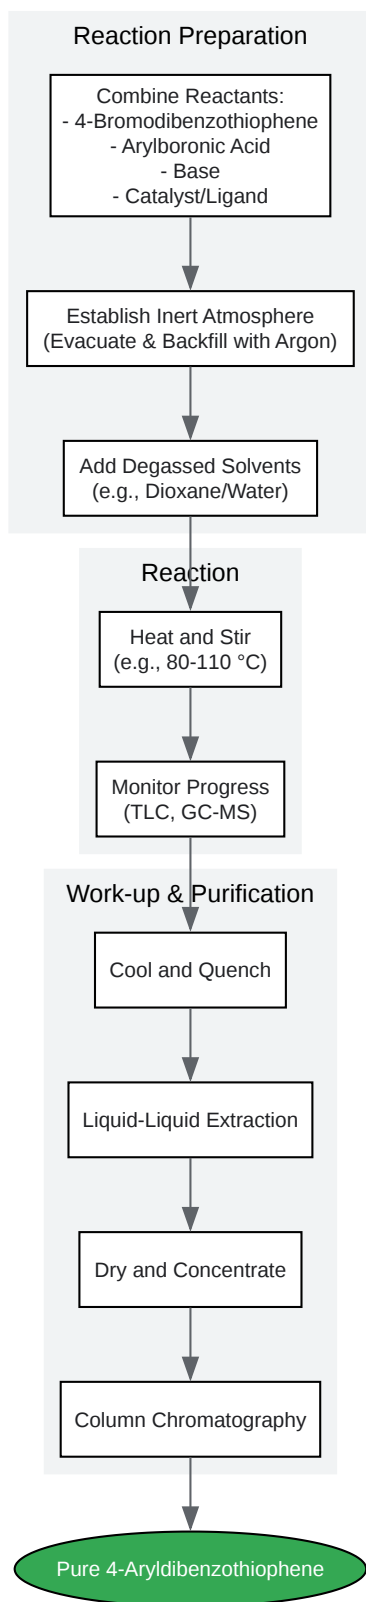 Reaction Preparation
Combine Reactants:
- 4-Bromodibenzothiophene
- Arylboronic Acid
- Base
- Catalyst/Ligand
Establish Inert Atmosphere
(Evacuate & Backfill with Argon)
Add Degassed Solvents
(e.g., Dioxane/Water)
Reaction
Heat and Stir
(e.g., 80-110 °C)
Monitor Progress
(TLC, GC-MS)
Work-up & Purification
Cool and Quench
Liquid-Liquid Extraction
Dry and Concentrate
Column Chromatography
Pure 4-Aryldibenzothiophene